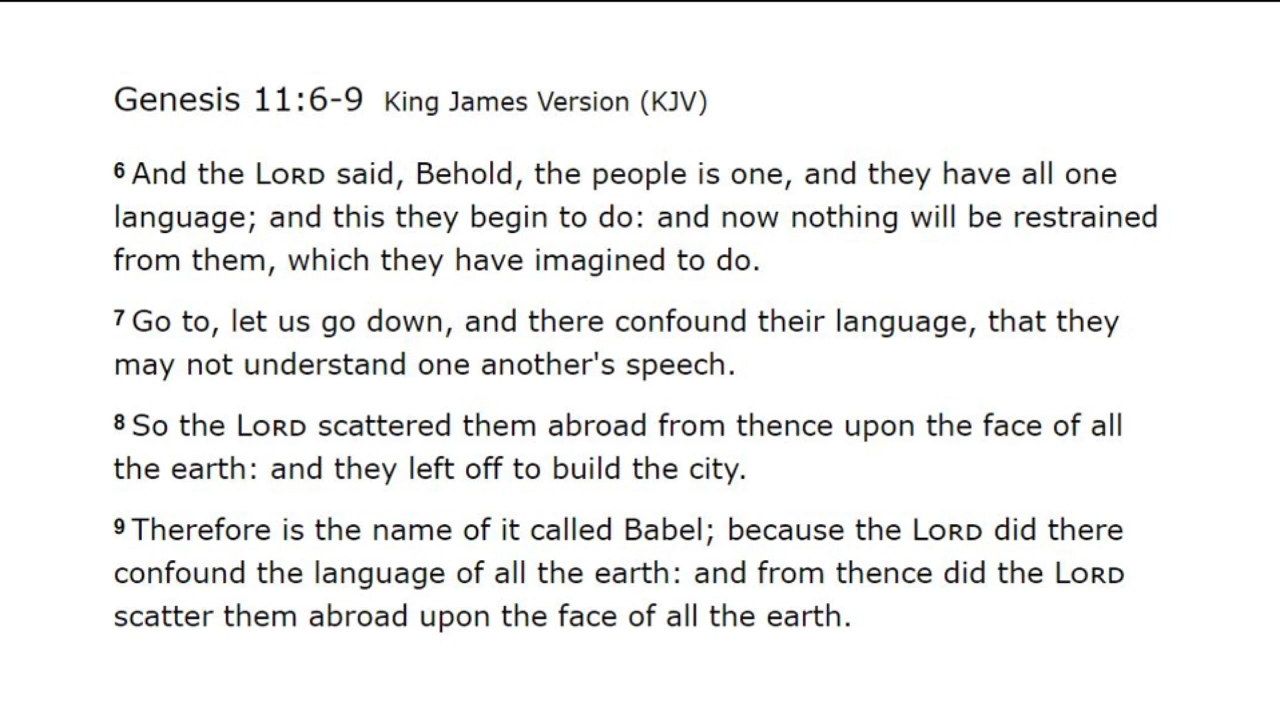 Genesis 11:6-9 King James Version (KJV)
6 And the LORD said, Behold, the people is one, and they have all one
language; and this they begin to do: and now nothing will be restrained
from them, which they have imagined to do.
7 Go to, let us go down, and there confound their language, that they
may not understand one another's speech.
8 So the LORD scattered them abroad from thence upon the face of all
the earth: and they left off to build the city.
9 Therefore is the name of it called Babel; because the LORD did there
confound the language of all the earth: and from thence did the LORD
scatter them abroad upon the face of all the earth.